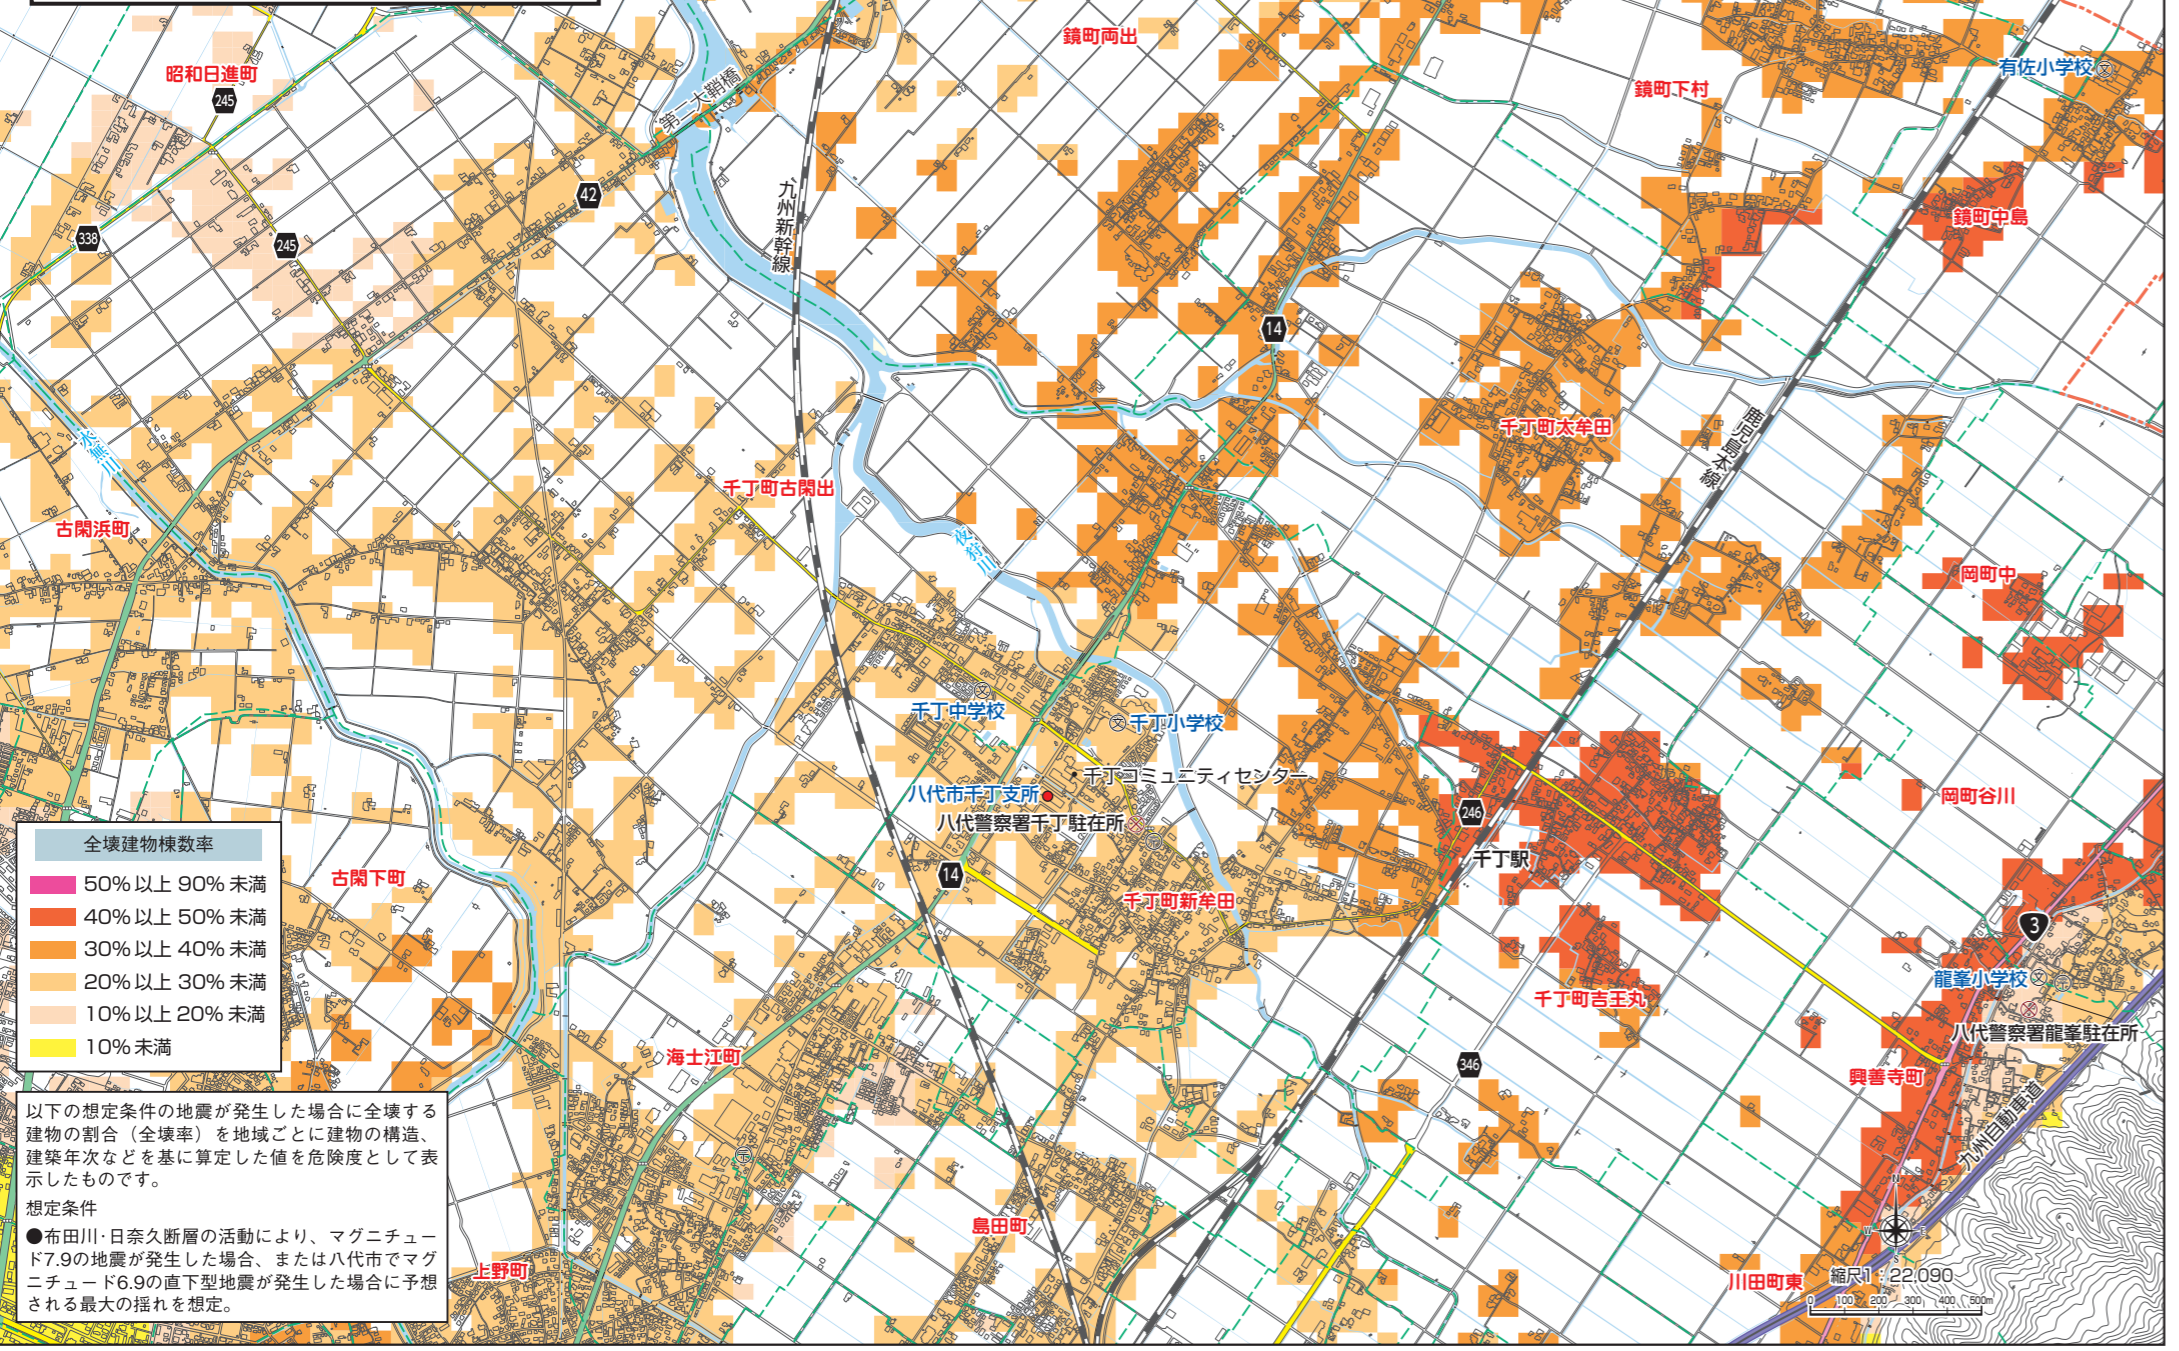 昭和日進町
245
338
245
42
第二大鞘橋
九州新幹線
鏡町両出
鏡町下村
有佐小学校
文
鏡町中島
14
千丁町太牟田
鹿児島本線
水無川
古閑浜町
千丁町古閑出
夜狩川
岡町中
文
千丁中学校
文
千丁小学校
千丁コミュニティセンター
八代市千丁支所
八代警察署千丁駐在所
14
千丁町新牟田
246
千丁駅
岡町谷川
3
龍峯小学校
文
八代警察署龍峯駐在所
千丁町吉王丸
興善寺町
346
九州自動車道
古閑下町
海士江町
島田町
上野町
川田町東
全壊建物棟数率
50%以上 90%未満
40%以上 50%未満
30%以上 40%未満
20%以上 30%未満
10%以上 20%未満
10%未満
以下の想定条件の地震が発生した場合に全壊する
建物の割合（全壊率）を地域ごとに建物の構造、
建築年次などを基に算定した値を危険度として表
示したものです。
想定条件
●布田川・日奈久断層の活動により、マグニチュー
ド7.9の地震が発生した場合、または八代市でマグ
ニチュード6.9の直下型地震が発生した場合に予想
される最大の揺れを想定。
N
W
E
S
縮尺1：22,090
0 100 200 300 400 500m